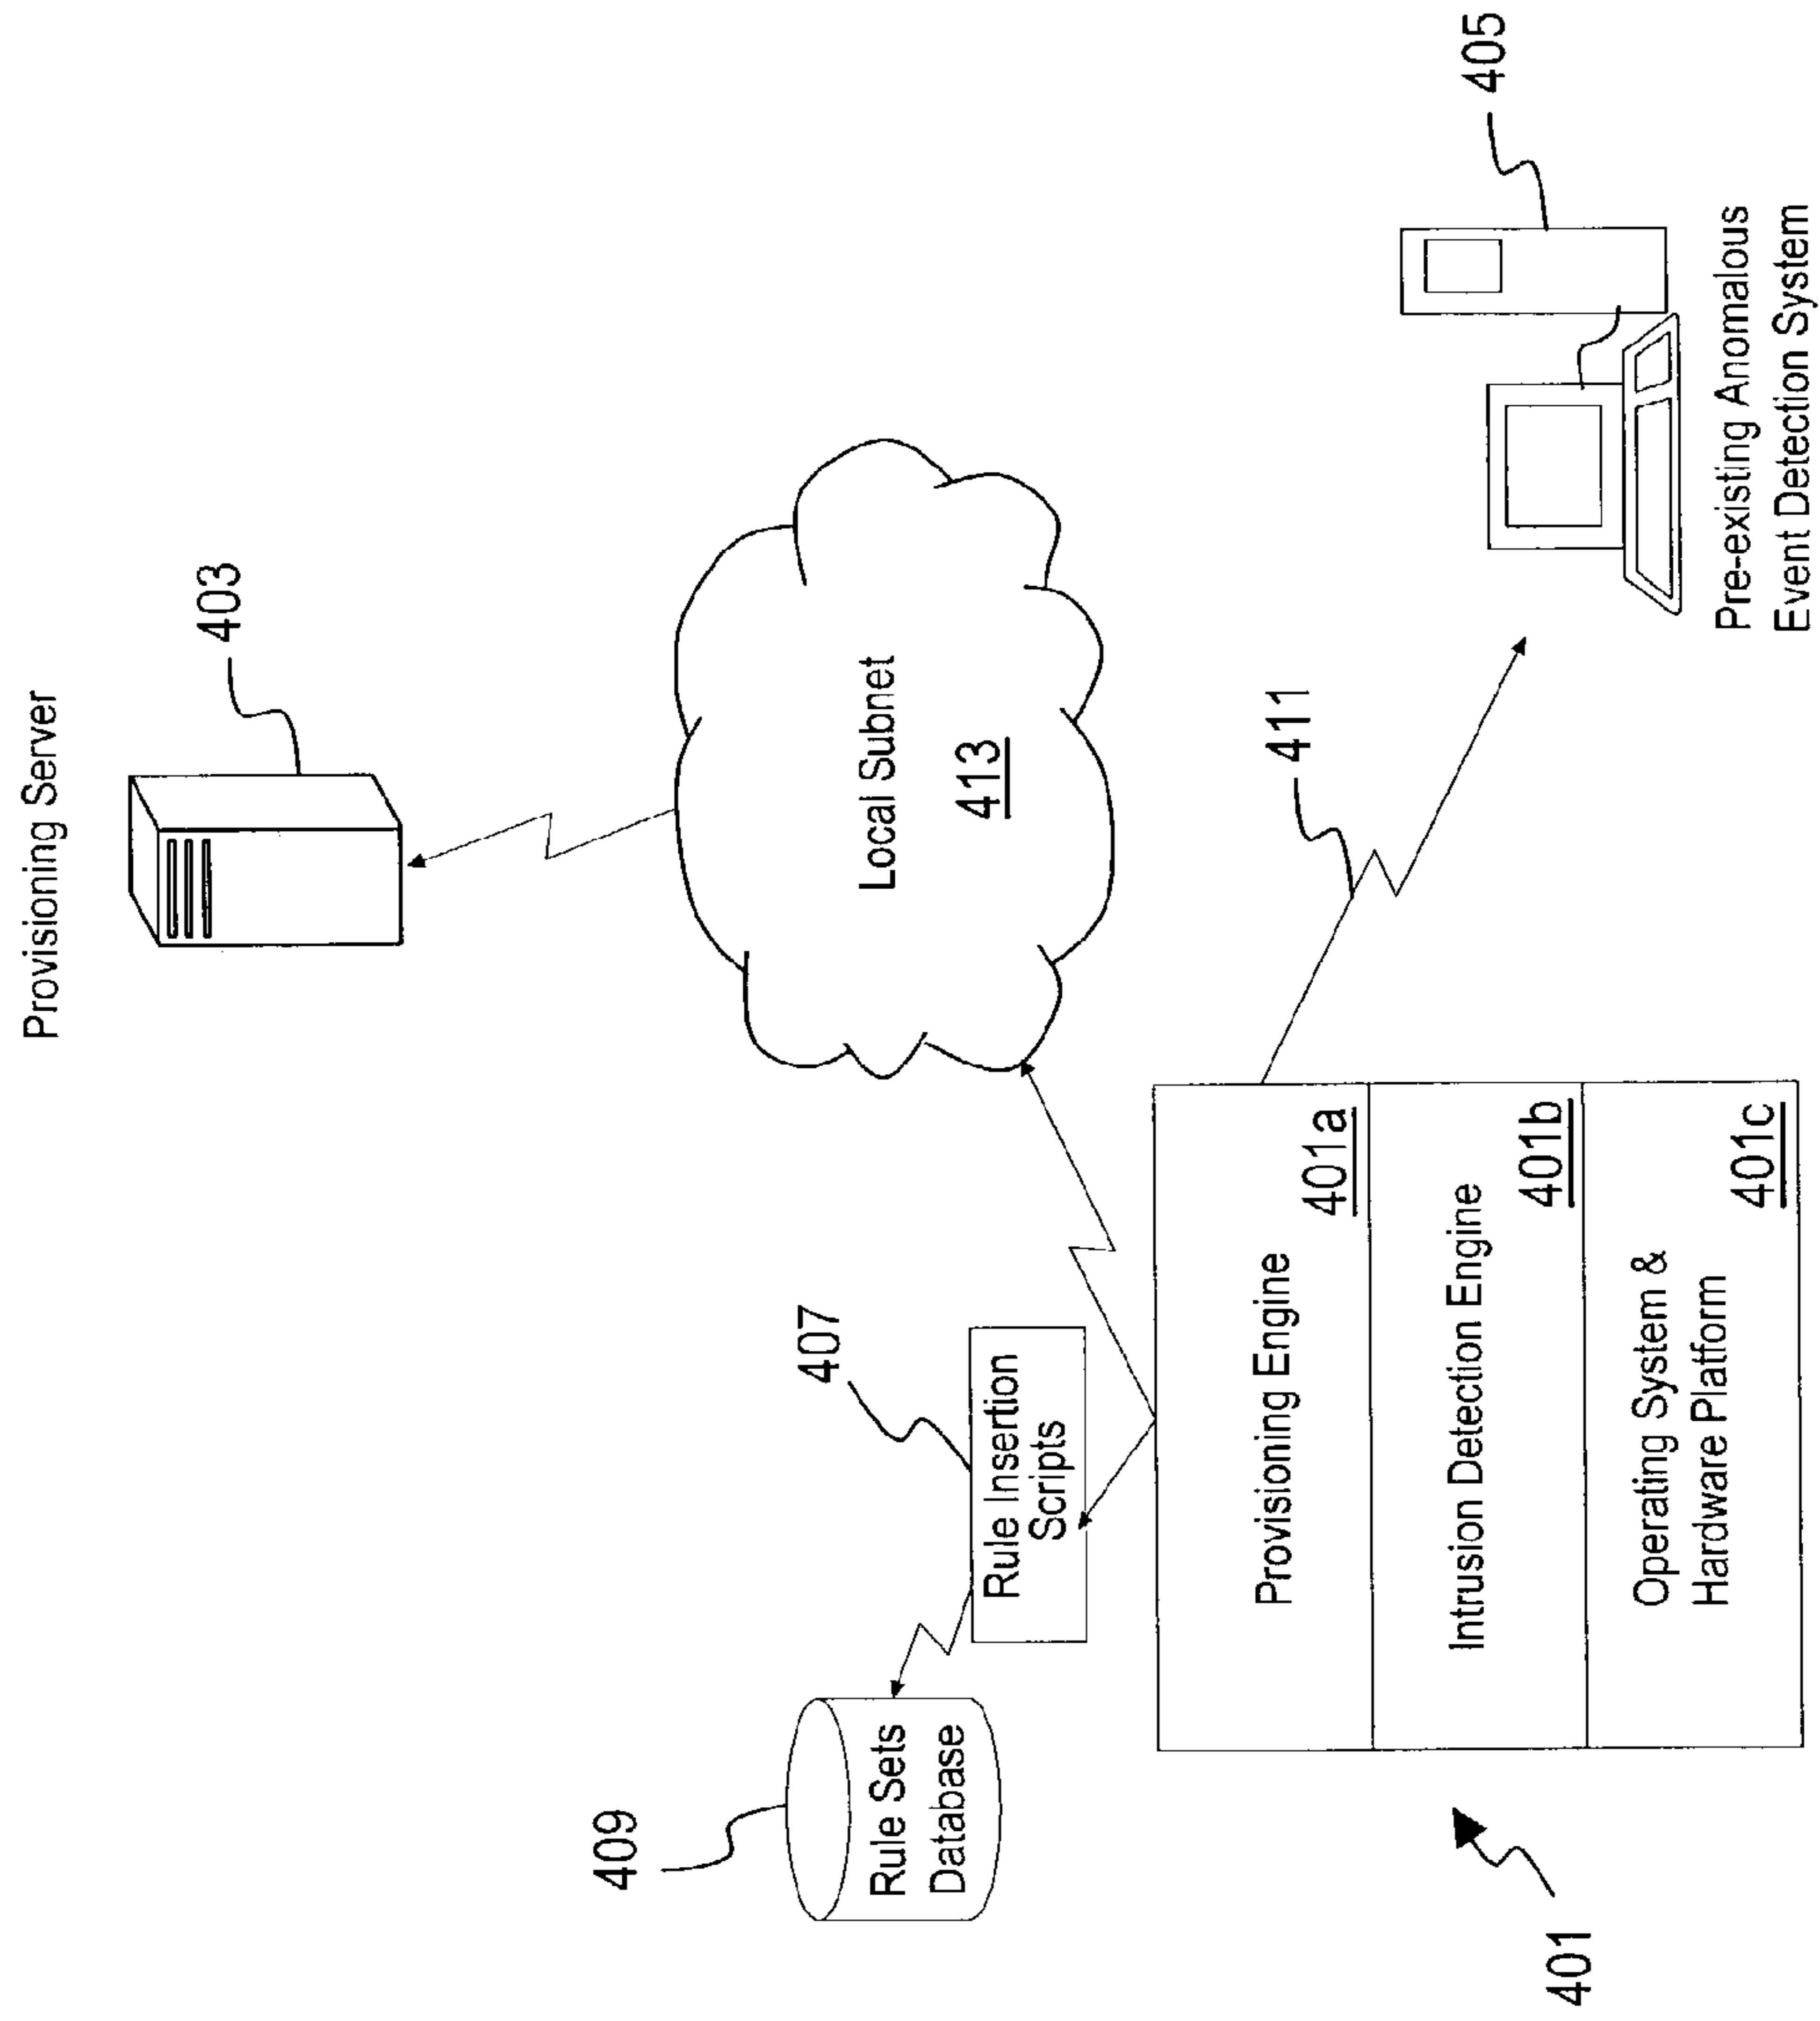 Provisioning Server
403
Local Subnet
413
409
Rule Sets
Database
407
Rule Insertion
Scripts
411
405
Pre-existing Anomalous
Event Detection System
Provisioning Engine
401a
Intrusion Detection Engine
401b
Operating System &
Hardware Platform
401c
401